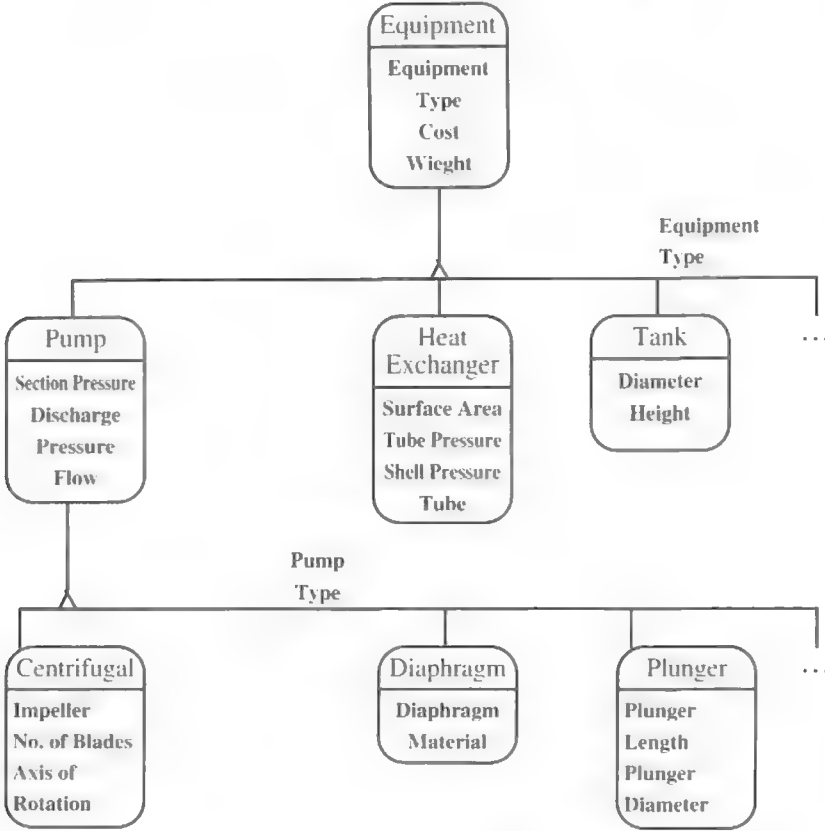 Equipment
Equipment
Type
Cost
Wieght
Equipment
Type
Pump
Section Pressure
Discharge
Pressure
Flow
Heat
Exchanger
Surface Area
Tube Pressure
Shell Pressure
Tube
Tank
Diameter
Height
...
Pump
Type
Centrifugal
Impeller
No. of Blades
Axis of
Rotation
Diaphragm
Diaphragm
Material
Plunger
Plunger
Length
Plunger
Diameter
...